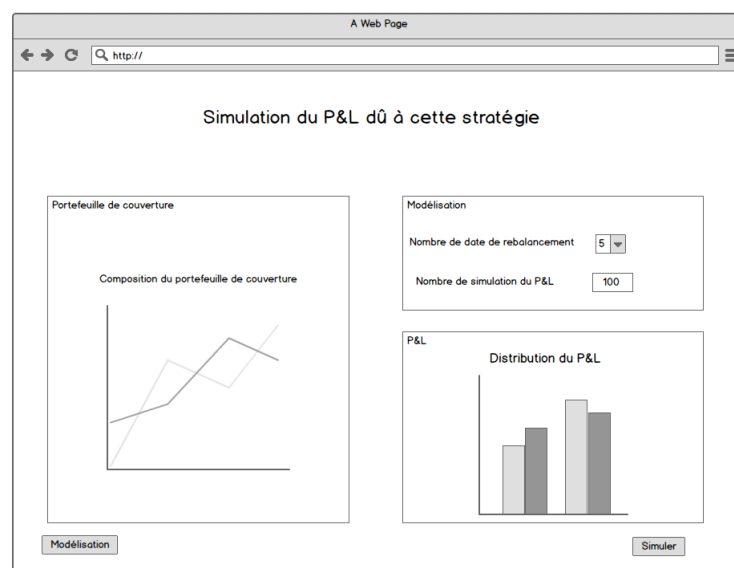 A Web Page
http://
Simulation du P&L dû à cette stratégie
Portefeuille de couverture
Composition du portefeuille de couverture
Modélisation
Nombre de date de rebalancement
5
Nombre de simulation du P&L
100
P&L
Distribution du P&L
Modélisation
Simuler